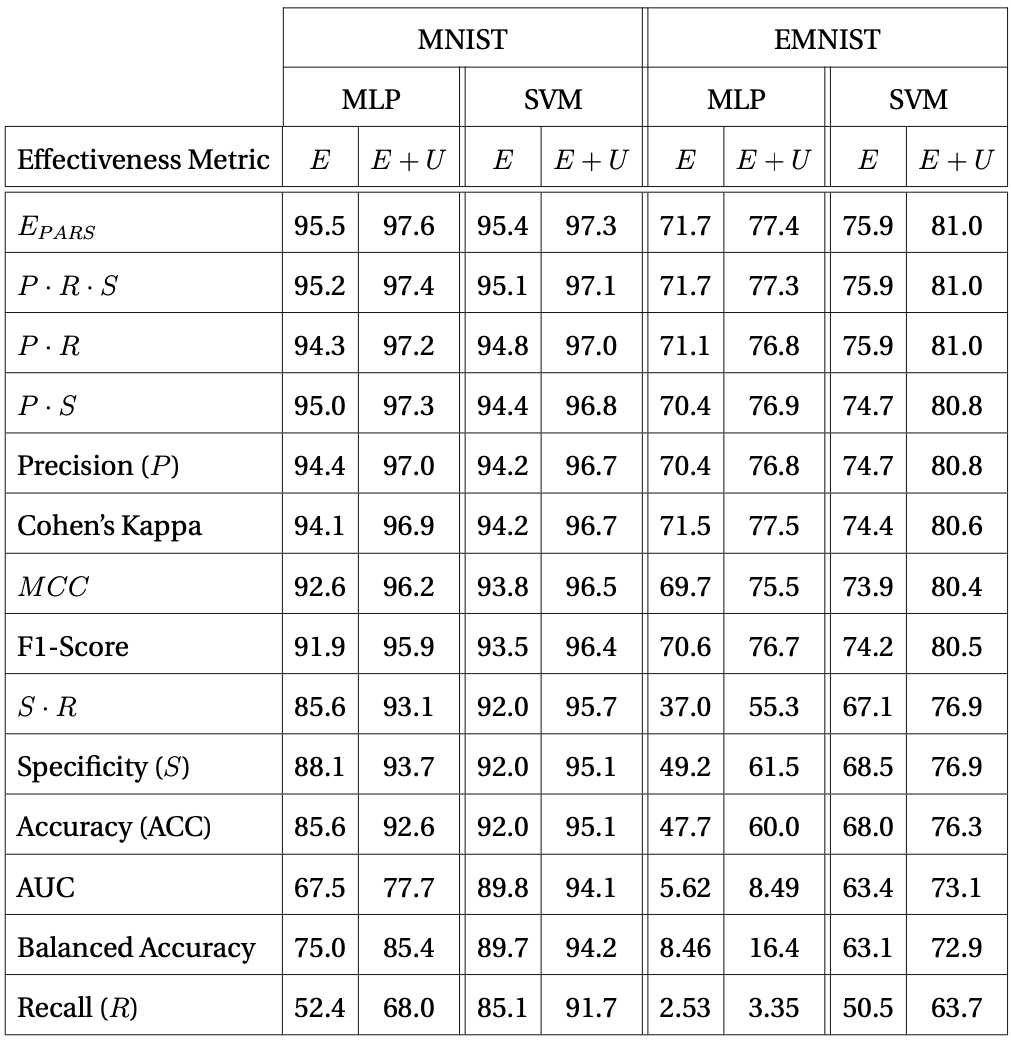 MNIST EMNIST
MLP SVM MLP SVM
Effectiveness Metric E E + U E E + U E E + U E E + U
E_{PARS} 95.5 97.6 95.4 97.3 71.7 77.4 75.9 81.0
P · R · S 95.2 97.4 95.1 97.1 71.7 77.3 75.9 81.0
P · R 94.3 97.2 94.8 97.0 71.1 76.8 75.9 81.0
P · S 95.0 97.3 94.4 96.8 70.4 76.9 74.7 80.8
Precision (P) 94.4 97.0 94.2 96.7 70.4 76.8 74.7 80.8
Cohen’s Kappa 94.1 96.9 94.2 96.7 71.5 77.5 74.4 80.6
MCC 92.6 96.2 93.8 96.5 69.7 75.5 73.9 80.4
F1-Score 91.9 95.9 93.5 96.4 70.6 76.7 74.2 80.5
S · R 85.6 93.1 92.0 95.7 37.0 55.3 67.1 76.9
Specificity (S) 88.1 93.7 92.0 95.1 49.2 61.5 68.5 76.9
Accuracy (ACC) 85.6 92.6 92.0 95.1 47.7 60.0 68.0 76.3
AUC 67.5 77.7 89.8 94.1 5.62 8.49 63.4 73.1
Balanced Accuracy 75.0 85.4 89.7 94.2 8.46 16.4 63.1 72.9
Recall (R) 52.4 68.0 85.1 91.7 2.53 3.35 50.5 63.7